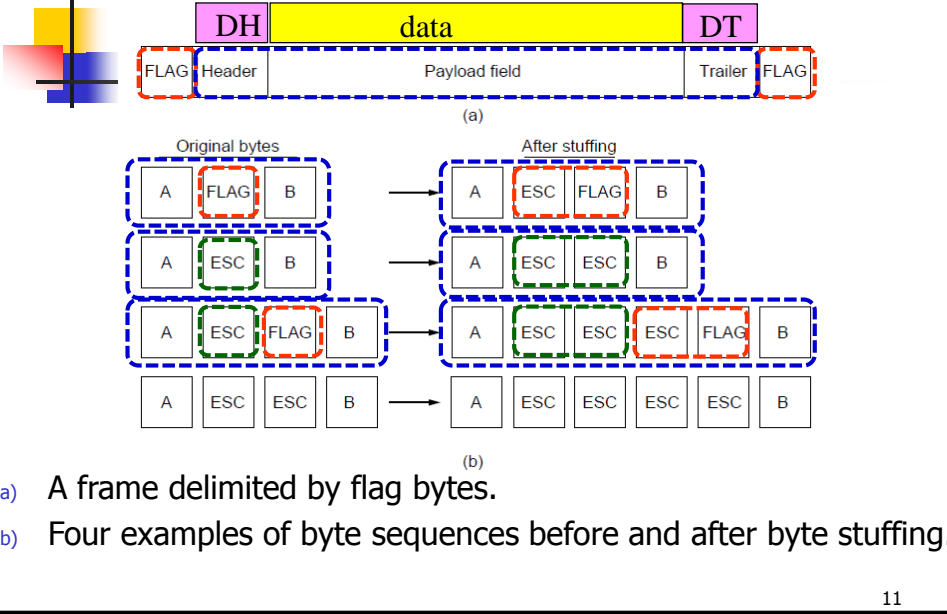 DH data DT
FLAG Header Payload field Trailer FLAG
(a)
Original bytes After stuffing
A FLAG B A ESC FLAG B
A ESC B A ESC ESC B
A ESC FLAG B A ESC ESC ESC FLAG B
A ESC ESC B A ESC ESC ESC ESC B
(b)
a) A frame delimited by flag bytes.
b) Four examples of byte sequences before and after byte stuffing.
11